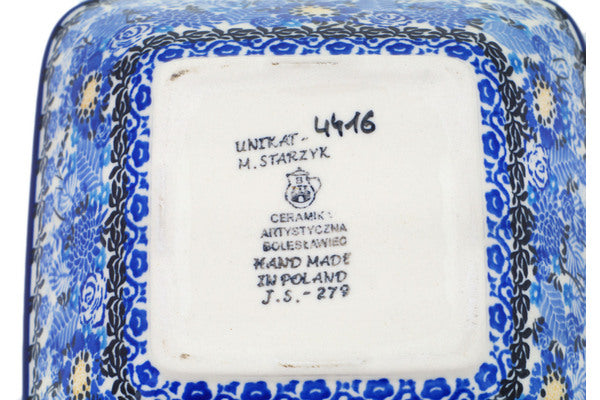 UNIKAT- 4416
M. STARZYK
CERAMIKA
ARTYSTYCZNA
BOLESŁAWIEC
HAND MADE
IN POLAND
J.S.-279